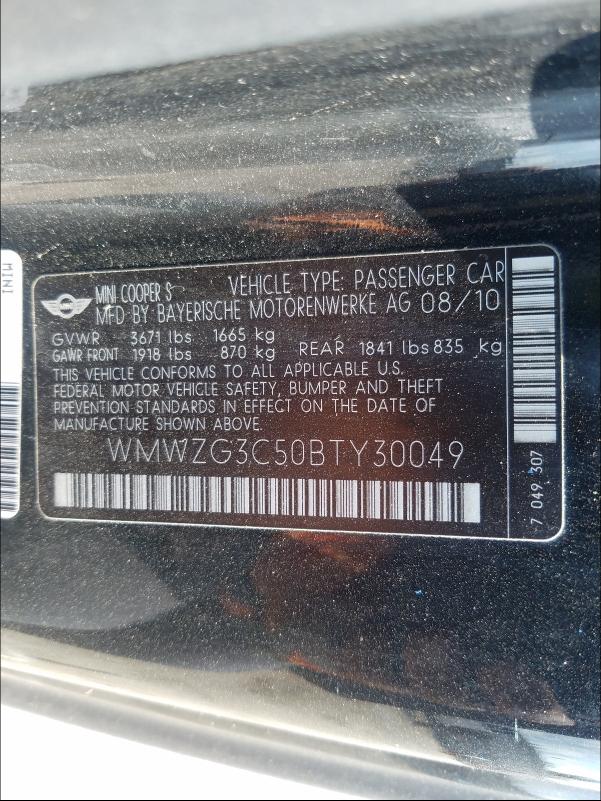 MINI
MINI COOPER S VEHICLE TYPE: PASSENGER CAR
MFD BY BAYERISCHE MOTORENWERKE AG 08/10
GVWR 3671 lbs 1665 kg
GAWR FRONT 1918 lbs 870 kg REAR 1841 lbs 835 kg
THIS VEHICLE CONFORMS TO ALL APPLICABLE U.S.
FEDERAL MOTOR VEHICLE SAFETY, BUMPER AND THEFT
PREVENTION STANDARDS IN EFFECT ON THE DATE OF
MANUFACTURE SHOWN ABOVE.
WMWZG3C50BTY30049
7 049 307